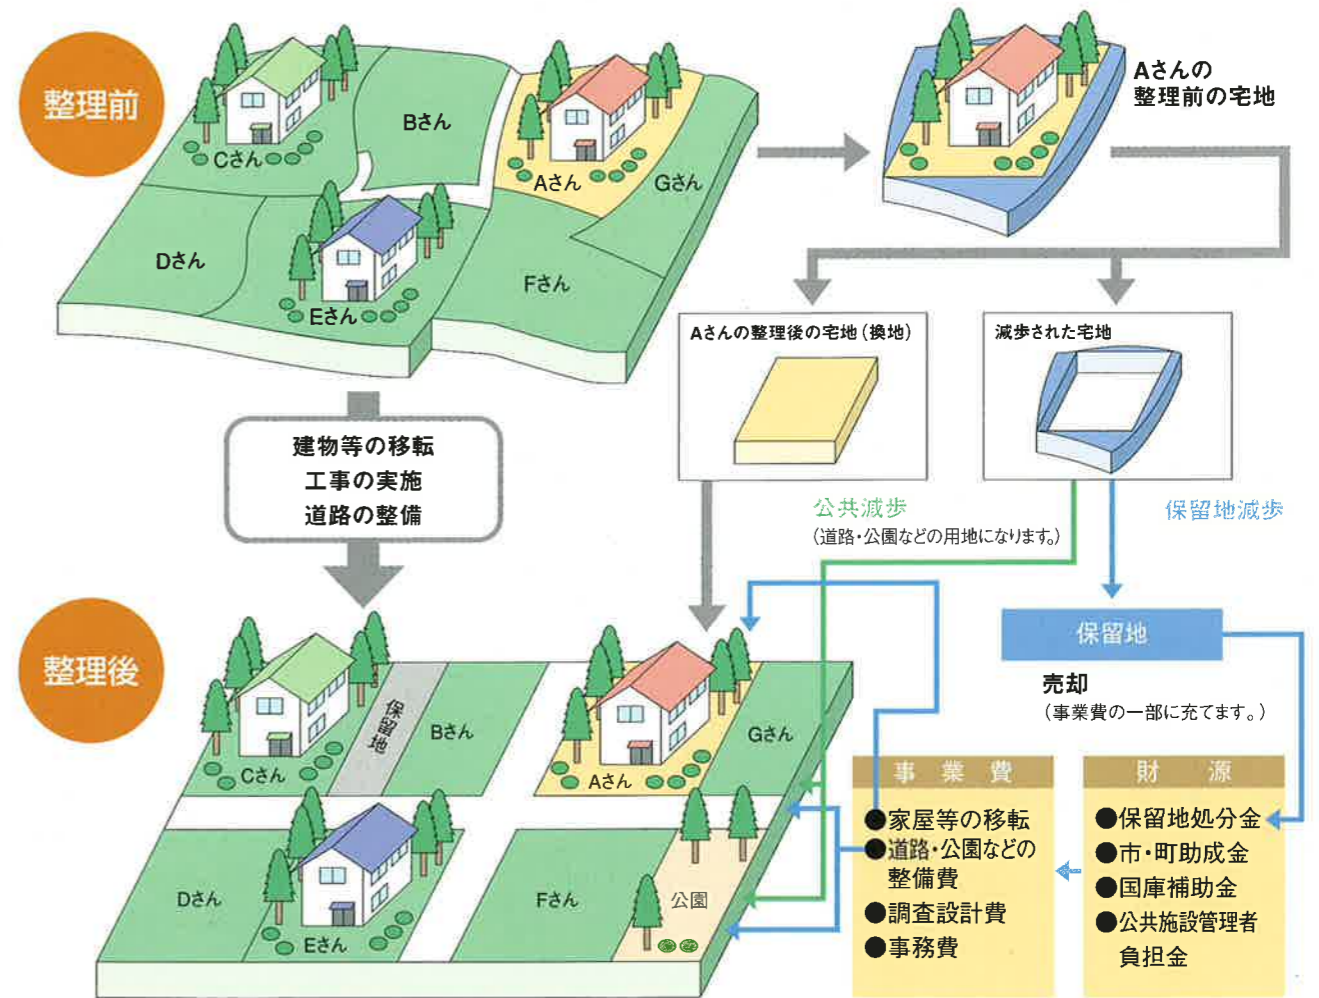 整理前
Cさん
Bさん
Aさん
Gさん
Dさん
Eさん
Fさん
Aさんの
整理前の宅地
Aさんの整理後の宅地(換地)
減歩された宅地
建物等の移転
工事の実施
道路の整備
公共減歩
(道路・公園などの用地になります。)
保留地減歩
保留地
売却
(事業費の一部に充てます。)
整理後
Cさん
保留地
Bさん
Aさん
Gさん
Dさん
Eさん
Fさん
公園
事業費
●家屋等の移転
●道路・公園などの
整備費
●調査設計費
●事務費
財源
●保留地処分金
●市・町助成金
●国庫補助金
●公共施設管理者
負担金